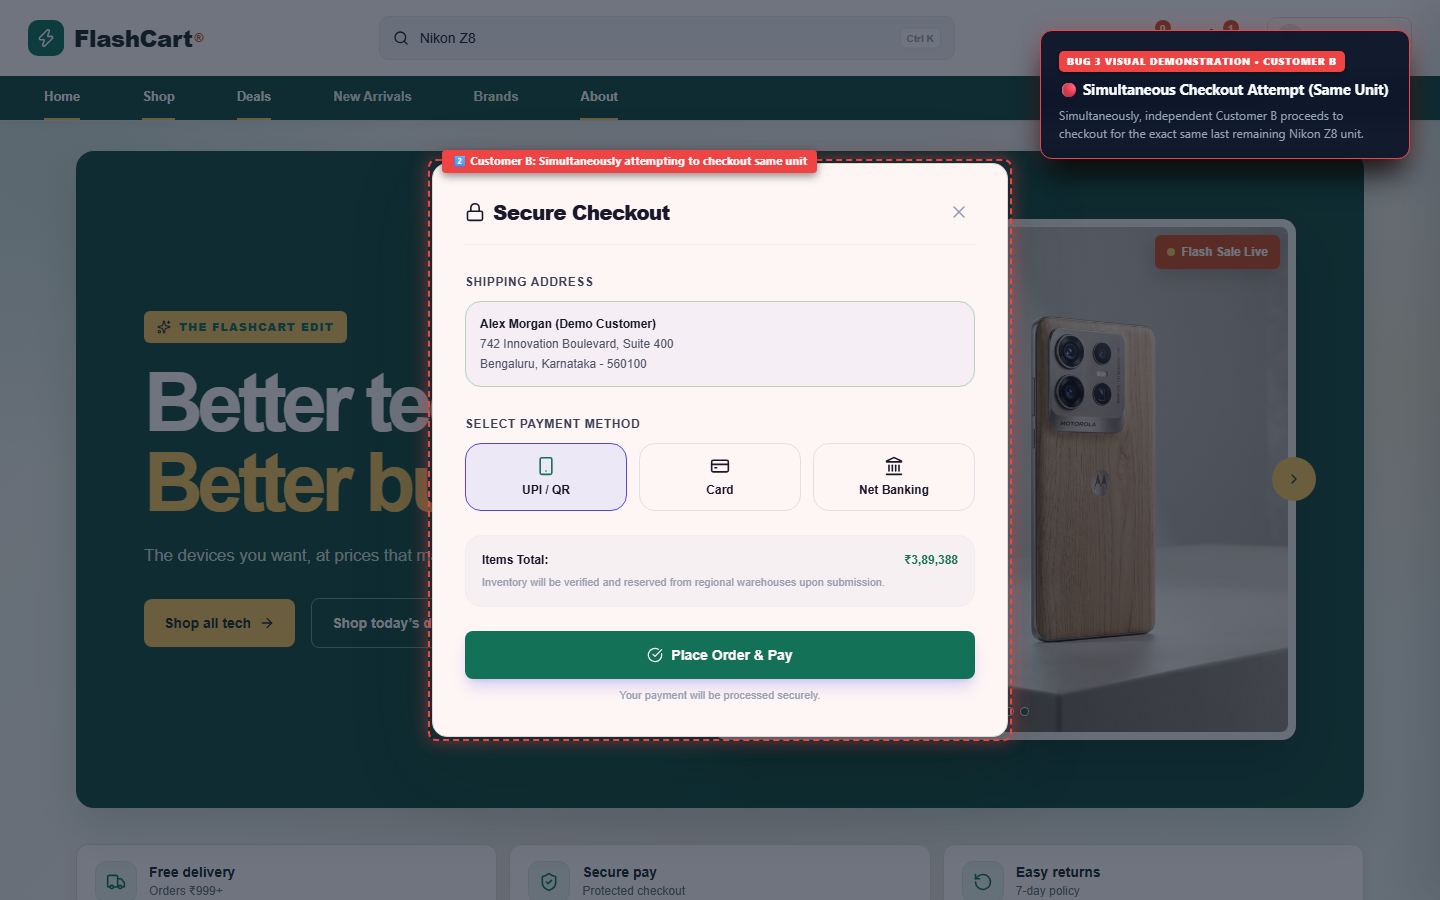 FlashCart®
Nikon Z8
Ctrl K
BUG 3 VISUAL DEMONSTRATION • CUSTOMER B
Simultaneous Checkout Attempt (Same Unit)
Simultaneously, independent Customer B proceeds to
checkout for the exact same last remaining Nikon Z8 unit.
Home
Shop
Deals
New Arrivals
Brands
About
2 Customer B: Simultaneously attempting to checkout same unit
Secure Checkout
SHIPPING ADDRESS
Alex Morgan (Demo Customer)
742 Innovation Boulevard, Suite 400
Bengaluru, Karnataka - 560100
SELECT PAYMENT METHOD
UPI / QR
Card
Net Banking
Items Total:
₹3,89,388
Inventory will be verified and reserved from regional warehouses upon submission.
Place Order & Pay
Your payment will be processed securely.
THE FLASHCART EDIT
Better te
Better bu
The devices you want, at prices that m
Shop all tech
Shop today's d
Flash Sale Live
MOTOROLA
Free delivery
Orders ₹999+
Secure pay
Protected checkout
Easy returns
7-day policy